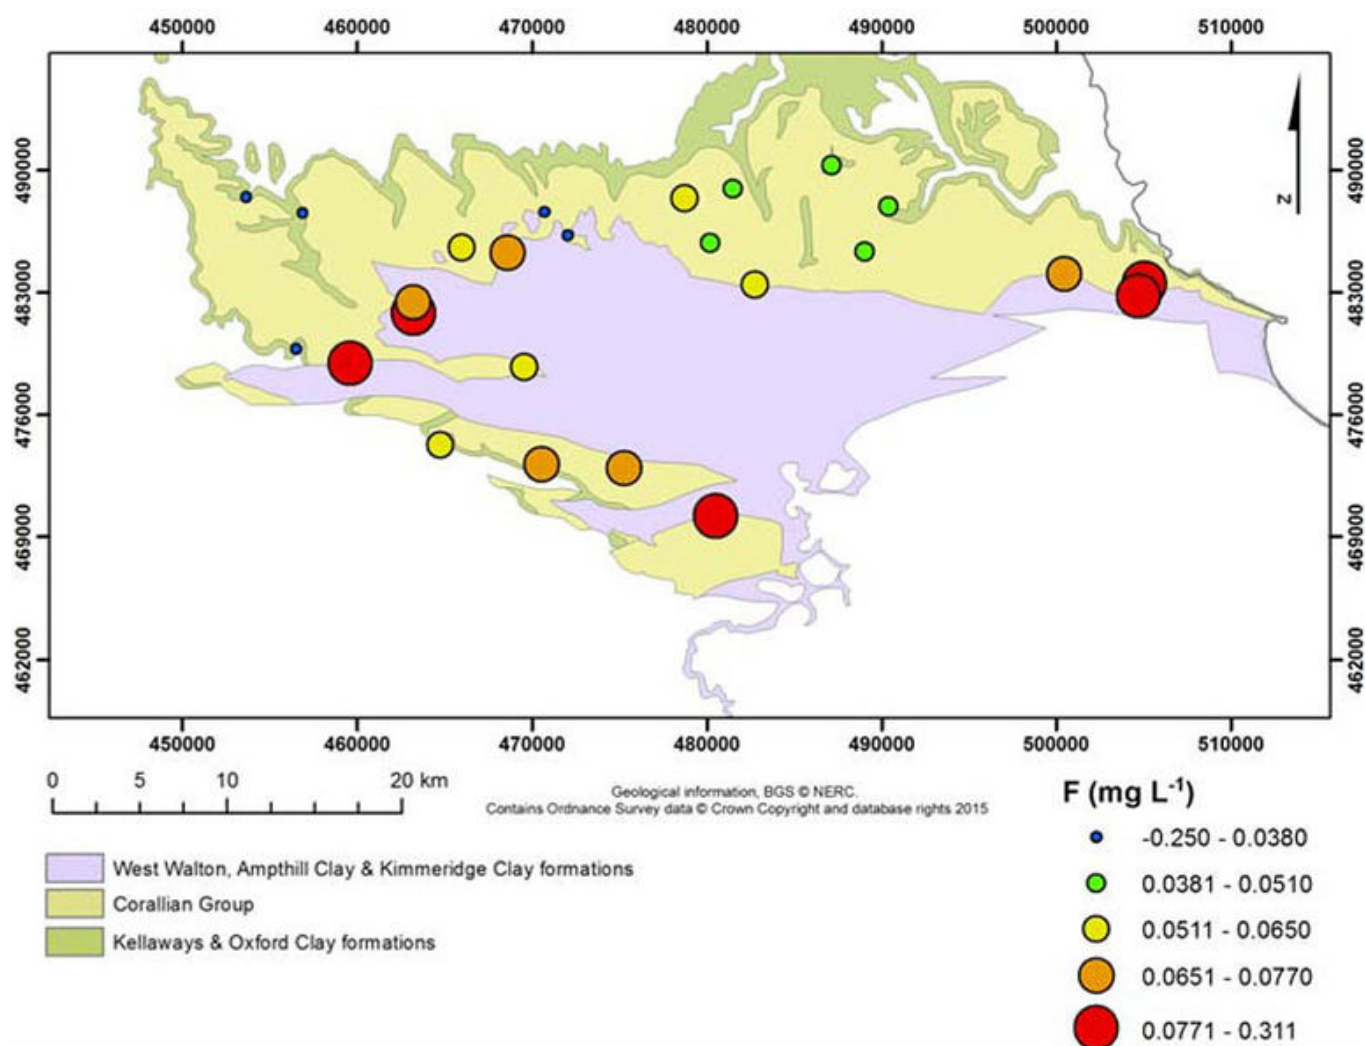 450000 460000 470000 480000 490000 500000 510000
490000 490000
N
483000 483000
476000 476000
469000 469000
462000 462000
450000 460000 470000 480000 490000 500000 510000
0 5 10 20 km
Geological information, BGS © NERC.
Contains Ordnance Survey data © Crown Copyright and database rights 2015
West Walton, Ampthill Clay & Kimmeridge Clay formations
Corallian Group
Kellaways & Oxford Clay formations
F (mg L⁻¹)
-0.250 - 0.0380
0.0381 - 0.0510
0.0511 - 0.0650
0.0651 - 0.0770
0.0771 - 0.311